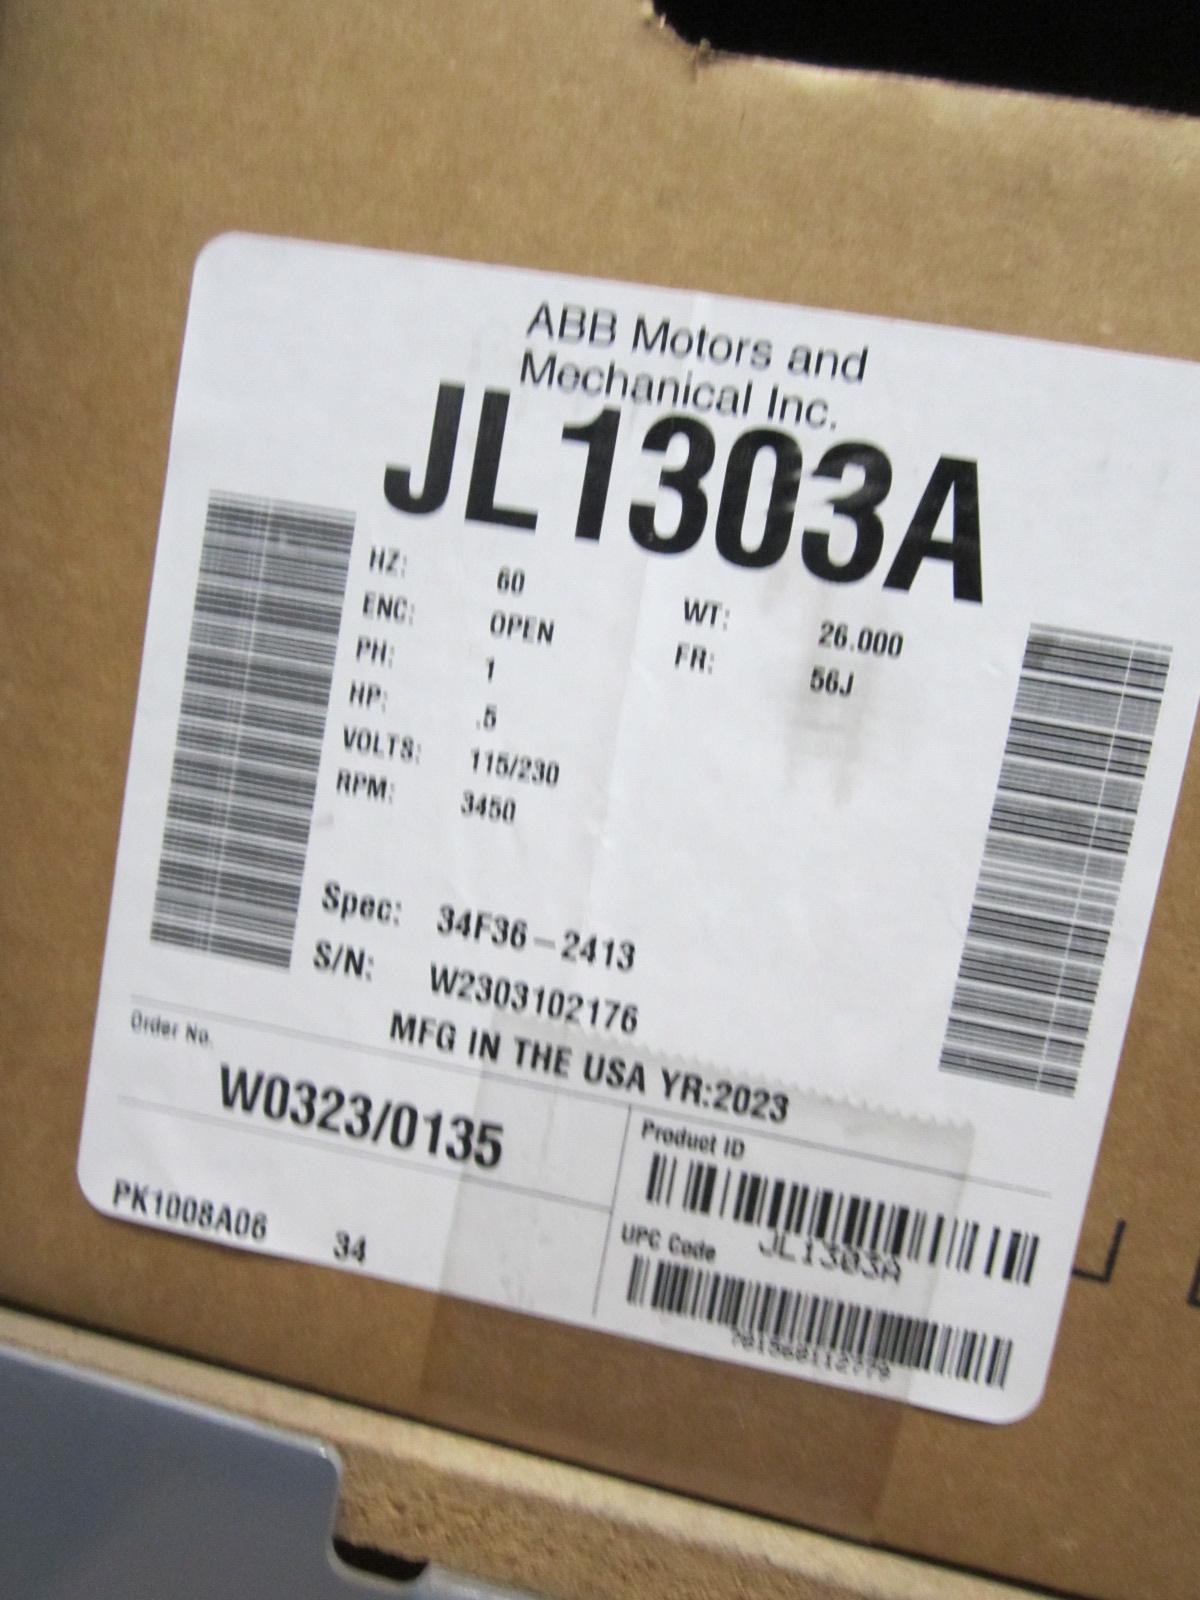 ABB Motors and
Mechanical Inc.
JL1303A
HZ: 60
ENC: OPEN
PH: 1
HP: .5
VOLTS: 115/230
RPM: 3450
WT: 26.000
FR: 56J
Spec: 34F36-2413
S/N: W2303102176
MFG IN THE USA YR:2023
Order No.
W0323/0135
PK1008A06 34
Product ID
JL1303A
UPC Code